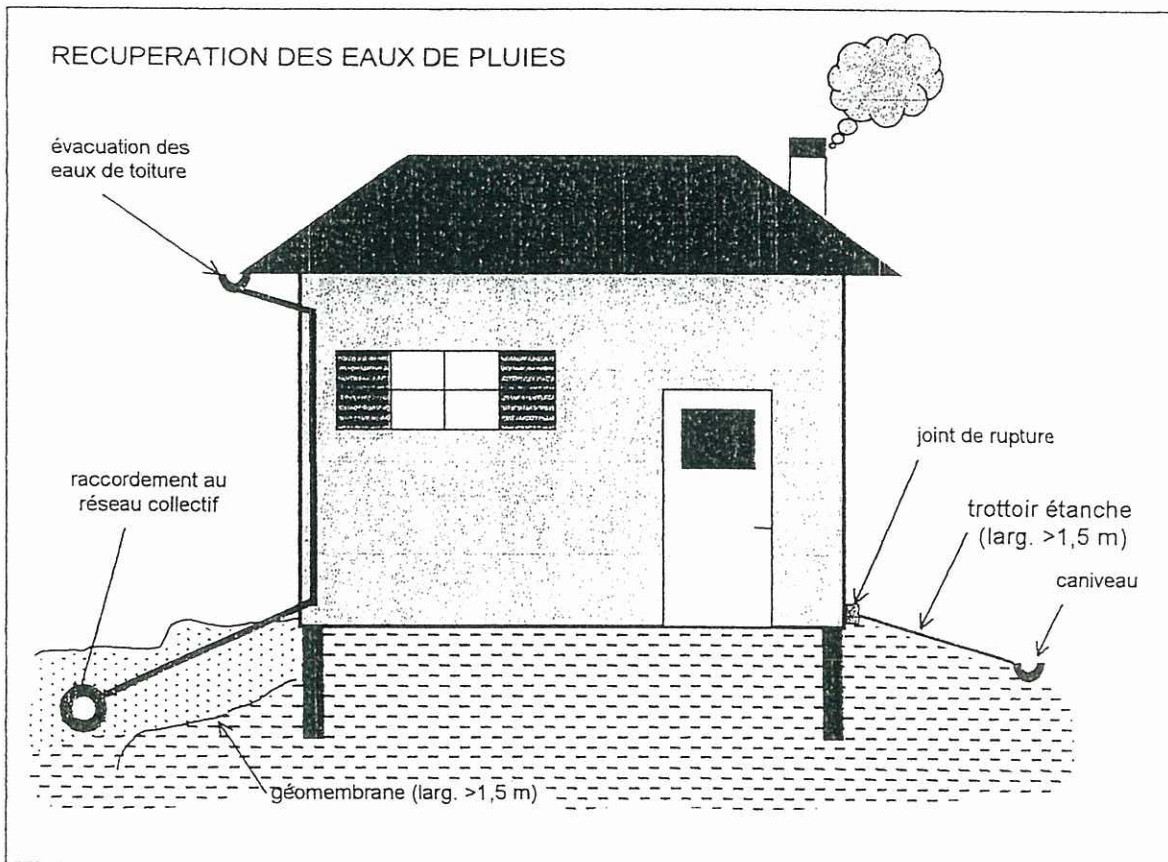 RECUPERATION DES EAUX DE PLUIES
évacuation des
eaux de toiture
raccordement au
réseau collectif
joint de rupture
trottoir étanche
(larg. >1,5 m)
caniveau
géomembrane (larg. >1,5 m)